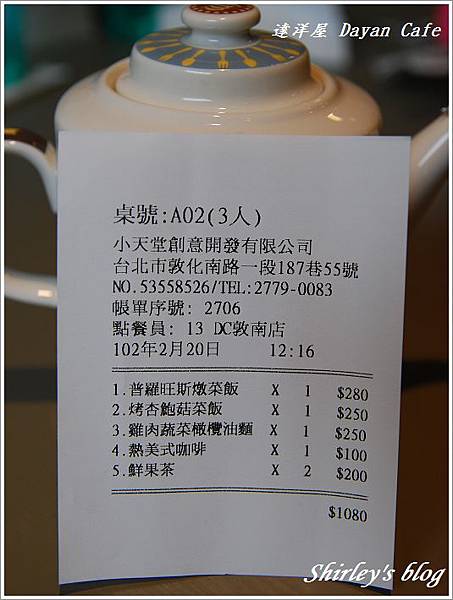 達洋屋 Dayan Cafe
桌號:A02(3人)
小天堂創意開發有限公司
台北市敦化南路一段187巷55號
NO.53558526/TEL:2779-0083
帳單序號: 2706
點餐員: 13 DC敦南店
102年2月20日 12:16
1.普羅旺斯燉菜飯 X 1 $280
2.烤杏鮑菇菜飯 X 1 $250
3.雞肉蔬菜橄欖油麵 X 1 $250
4.熱美式咖啡 X 1 $100
5.鮮果茶 X 2 $200
$1080
Shirley's blog